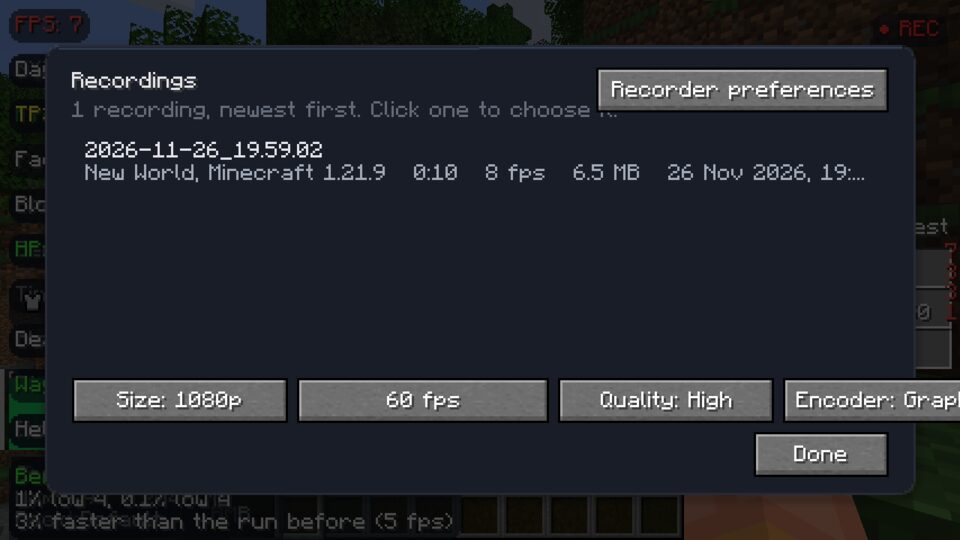 FPS: 7
REC
Recordings
Recorder preferences
1 recording, newest first. Click one to choose
2026-11-26_19.59.02
New World, Minecraft 1.21.9 0:10 8 fps 6.5 MB 26 Nov 2026, 19:...
Size: 1080p
60 fps
Quality: High
Encoder: Grap
Done
1% low 4, 0.1% low 4
3% faster than the run before (5 fps)